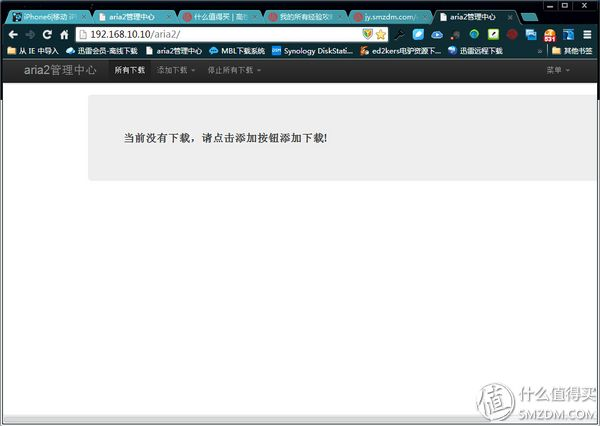 iPhone6|移动
aria2管理中心
什么值得买 | 高
我的所有经验攻
jy.smzdm.com/
aria2管理中心
192.168.10.10/aria2/
从 IE 中导入
迅雷会员-离线下载
aria2管理中心
MBL下载系统
Synology DiskStati...
ed2kers电驴资源下...
迅雷远程下载
»
其他书签
aria2管理中心
所有下载
添加下载
停止所有下载
菜单
当前没有下载，请点击添加按钮添加下载!
值 什么值得买
SMZDM.COM